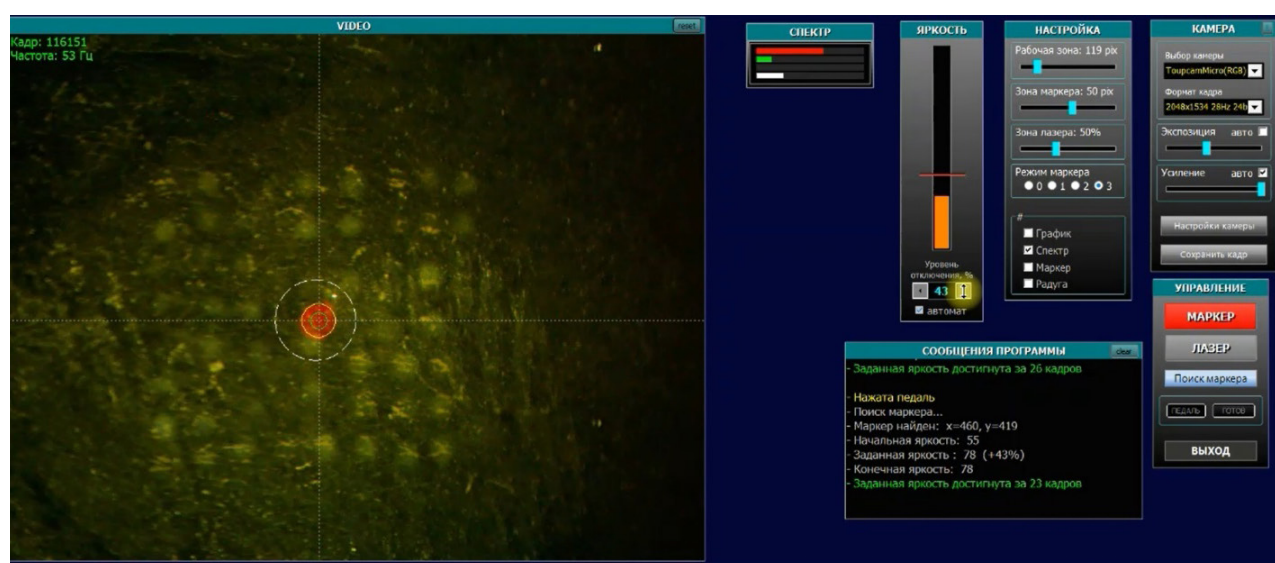 VIDEO
reset
Кадр: 116151
Частота: 53 Гц
СПЕКТР
ЯРКОСТЬ
Уровень
отключения, %
43
автомат
НАСТРОЙКА
Рабочая зона: 119 pix
Зона маркера: 50 pix
Зона лазера: 50%
Режим маркера
0 1 2 3
#
График
Спектр
Маркер
Радуга
КАМЕРА
Выбор камеры
ToupcamMicro(RGB)
Формат кадра
2048x1534 28Hz 24b
Экспозиция авто
Усиление авто
Настройки камеры
Сохранить кадр
УПРАВЛЕНИЕ
МАРКЕР
ЛАЗЕР
Поиск маркера
ПЕДАЛЬ ГОТОВ
ВЫХОД
СООБЩЕНИЯ ПРОГРАММЫ
clear
- Заданная яркость достигнута за 26 кадров
- Нажата педаль
- Поиск маркера...
- Маркер найден: x=460, y=419
- Начальная яркость: 55
- Заданная яркость : 78 (+43%)
- Конечная яркость: 78
- Заданная яркость достигнута за 23 кадров